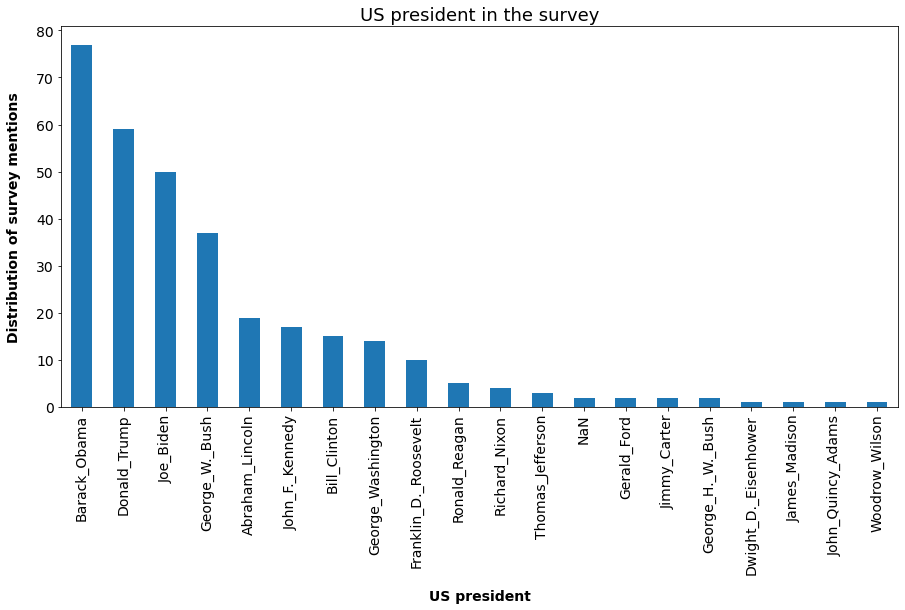 US president in the survey
Distribution of survey mentions
80
70
60
50
40
30
20
10
0
Barack_Obama
Donald_Trump
Joe_Biden
George_W._Bush
Abraham_Lincoln
John_F._Kennedy
Bill_Clinton
George_Washington
Franklin_D._Roosevelt
Ronald_Reagan
Richard_Nixon
Thomas_Jefferson
NaN
Gerald_Ford
Jimmy_Carter
George_H._W._Bush
Dwight_D._Eisenhower
James_Madison
John_Quincy_Adams
Woodrow_Wilson
US president